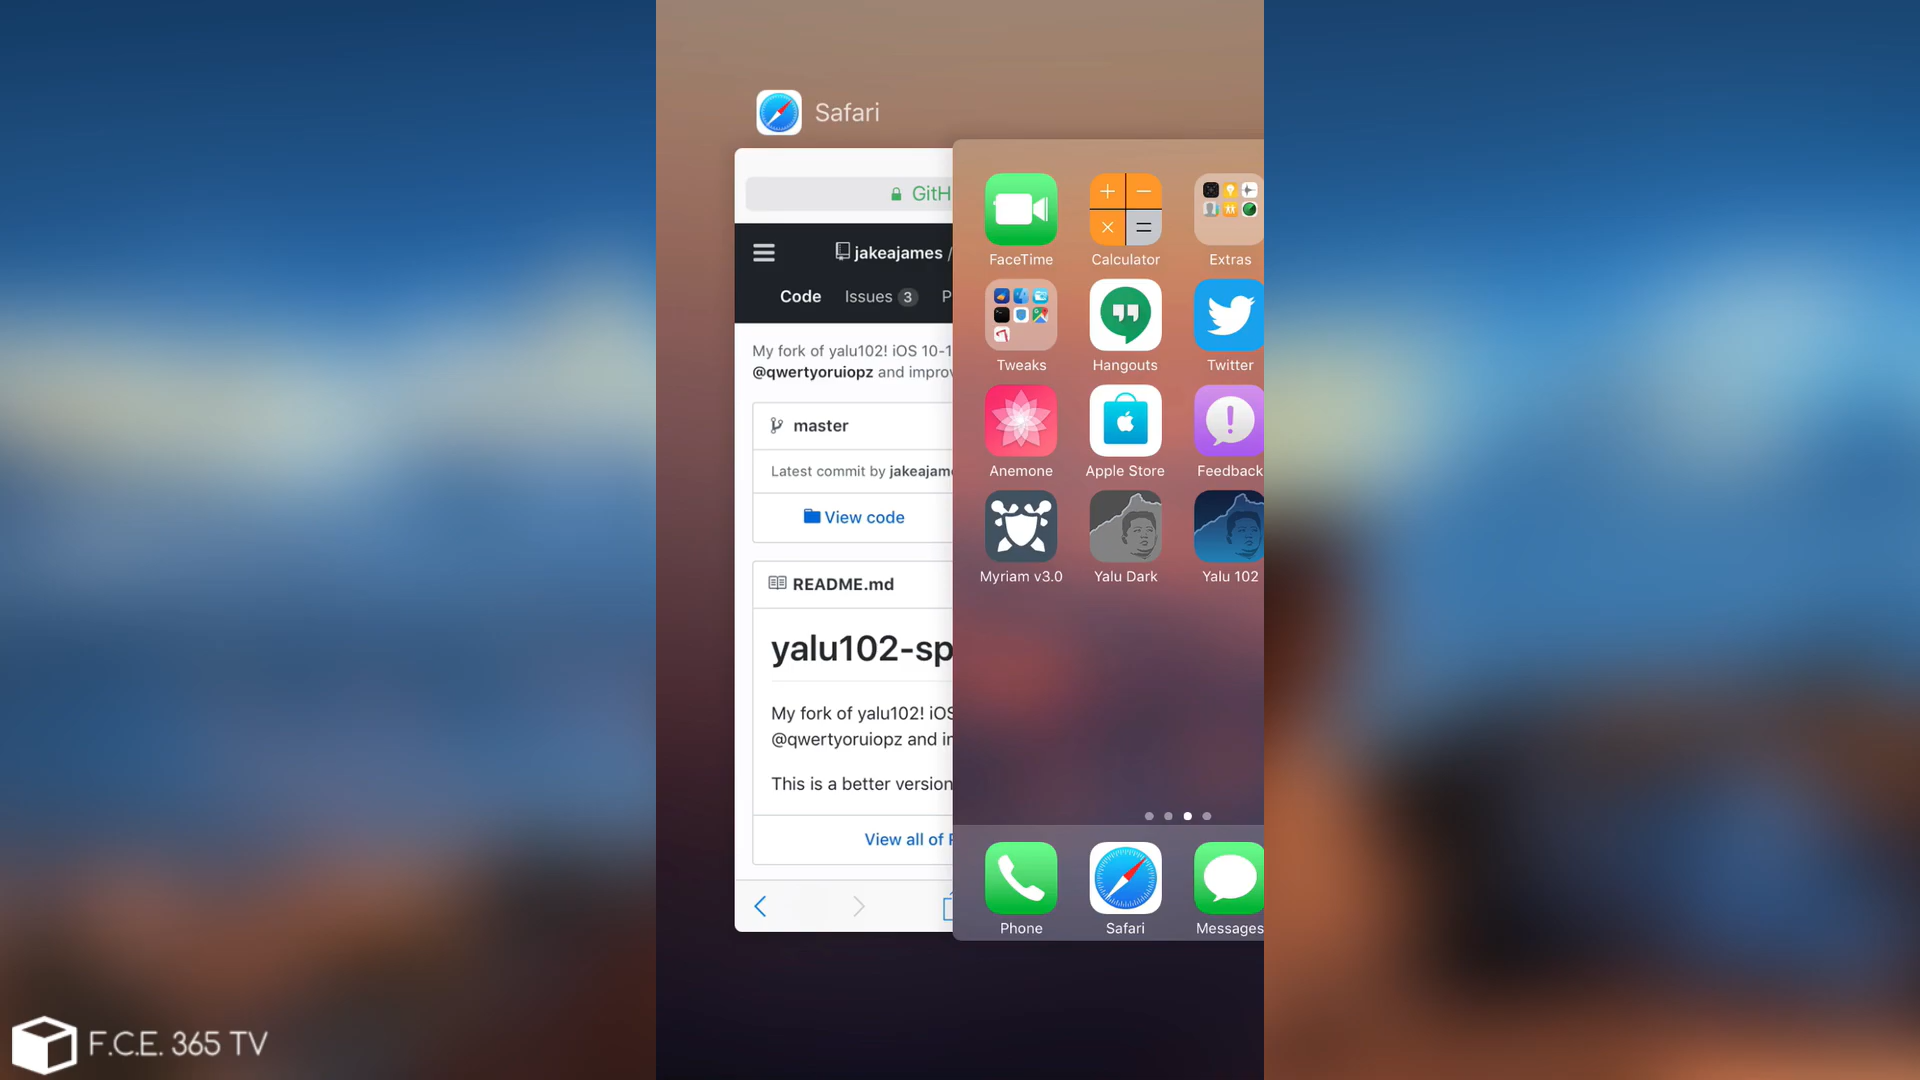 Safari
GitH
jakeajames /
Code
Issues 3
P
My fork of yalu102! iOS 10-1
@qwertyoruiopz and improv
master
Latest commit by jakeajame
View code
README.md
yalu102-sp
My fork of yalu102! iOS
@qwertyoruiopz and in
This is a better version
View all of
FaceTime
Calculator
Extras
Tweaks
Hangouts
Twitter
Anemone
Apple Store
Feedback
Myriam v3.0
Yalu Dark
Yalu 102
Phone
Safari
Messages
F.C.E. 365 TV